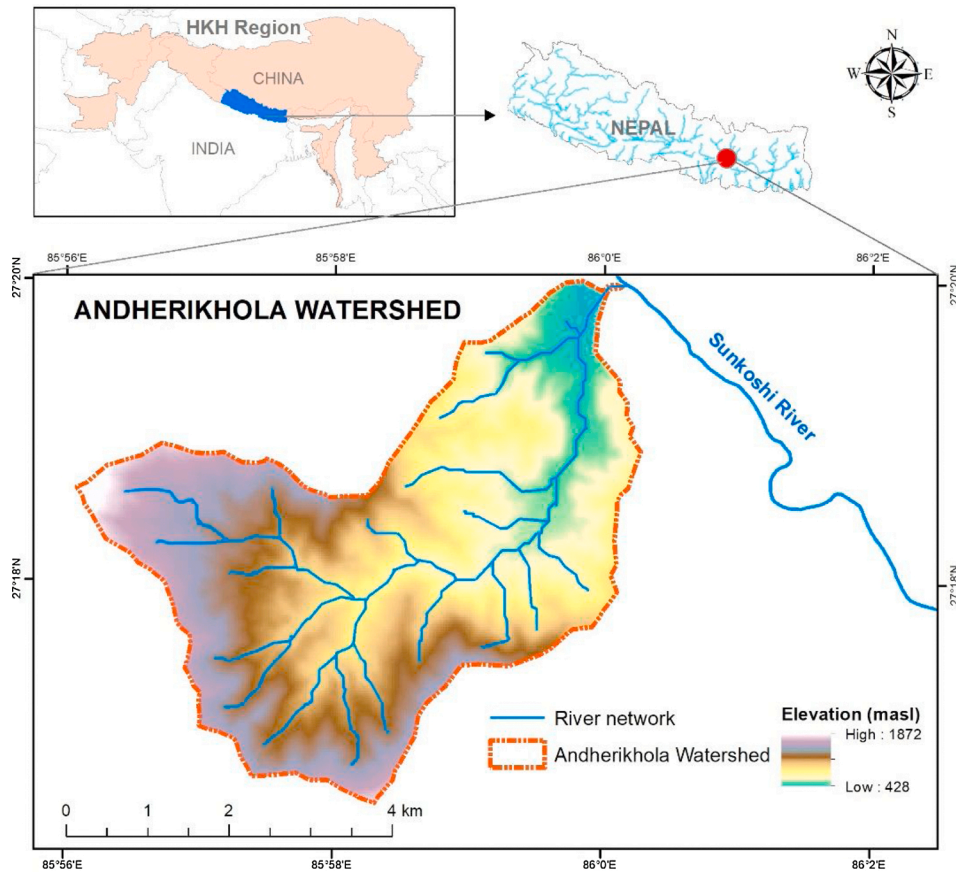 HKH Region
CHINA
INDIA
NEPAL
N
W E
S
85°56'E 85°58'E 86°0'E 86°2'E
27°20'N 27°20'N
ANDHERIKHOLA WATERSHED
Sunkoshi River
27°18'N 27°18'N
River network
Andherikhola Watershed
Elevation (masl)
High : 1872
Low : 428
0 1 2 4 km
85°56'E 85°58'E 86°0'E 86°2'E